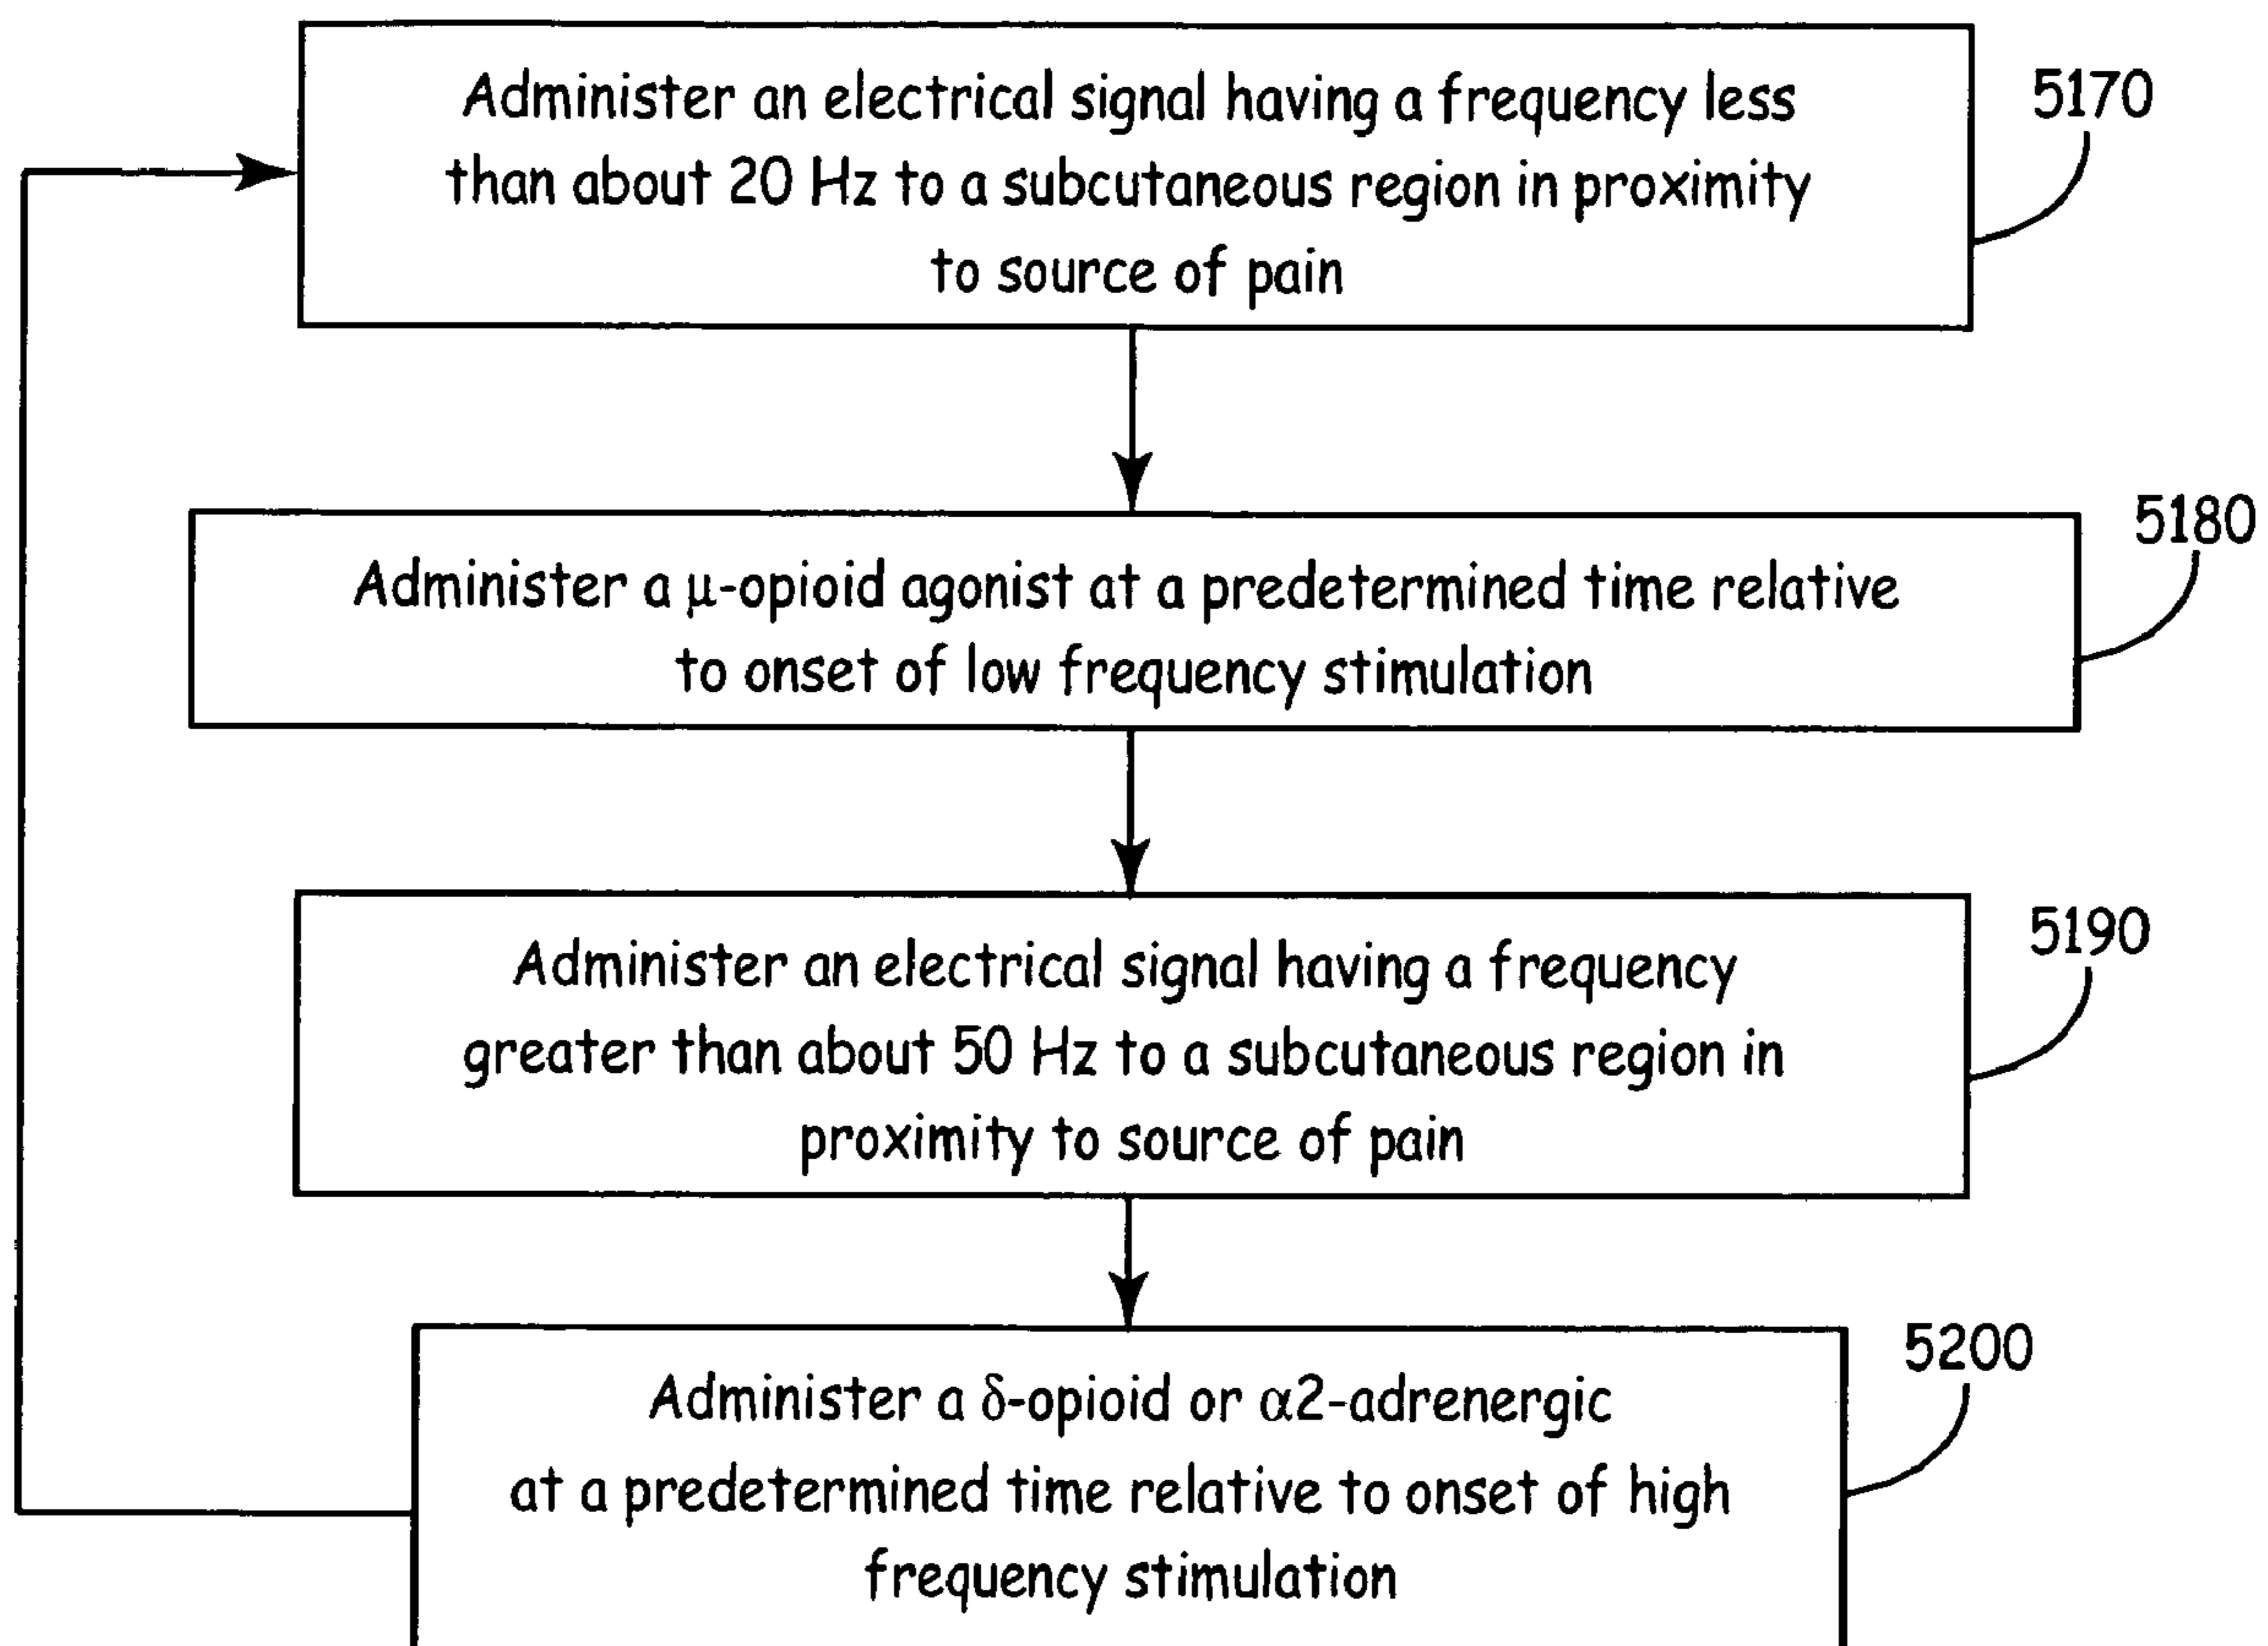 Administer an electrical signal having a frequency less
5170
than about 20 Hz to a subcutaneous region in proximity
to source of pain
5180
Administer a μ-opioid agonist at a predetermined time relative
to onset of low frequency stimulation
5190
Administer an electrical signal having a frequency
greater than about 50 Hz to a subcutaneous region in
proximity to source of pain
5200
Administer a δ-opioid or α2-adrenergic
at a predetermined time relative to onset of high
frequency stimulation